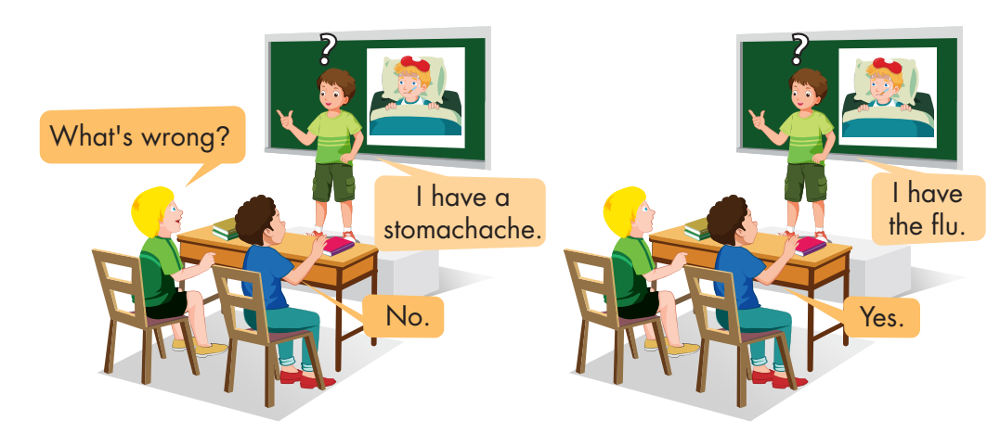 ?
What's wrong?
I have a
stomachache.
No.
?
I have
the flu.
Yes.